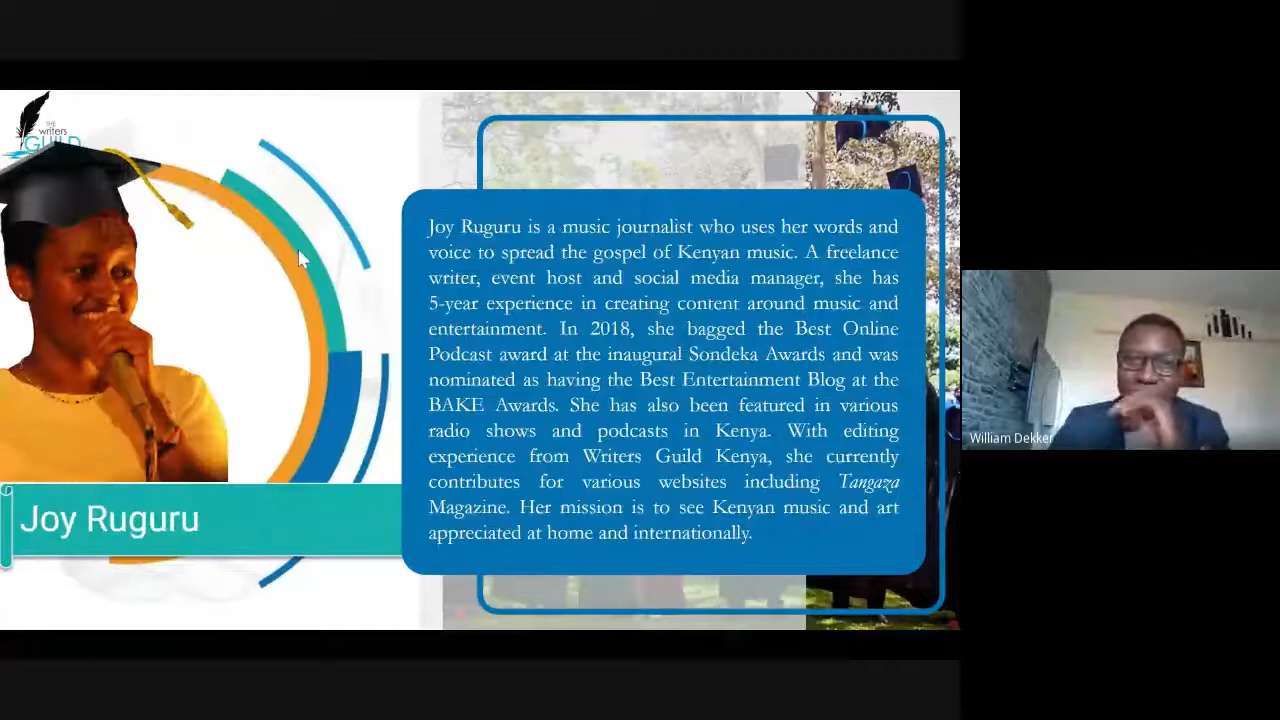 THE
writers
GUILD
Joy Ruguru is a music journalist who uses her words and
voice to spread the gospel of Kenyan music. A freelance
writer, event host and social media manager, she has
5-year experience in creating content around music and
entertainment. In 2018, she bagged the Best Online
Podcast award at the inaugural Sondeka Awards and was
nominated as having the Best Entertainment Blog at the
BAKE Awards. She has also been featured in various
radio shows and podcasts in Kenya. With editing
experience from Writers Guild Kenya, she currently
contributes for various websites including Tangaza
Magazine. Her mission is to see Kenyan music and art
appreciated at home and internationally.
Joy Ruguru
William Dekker